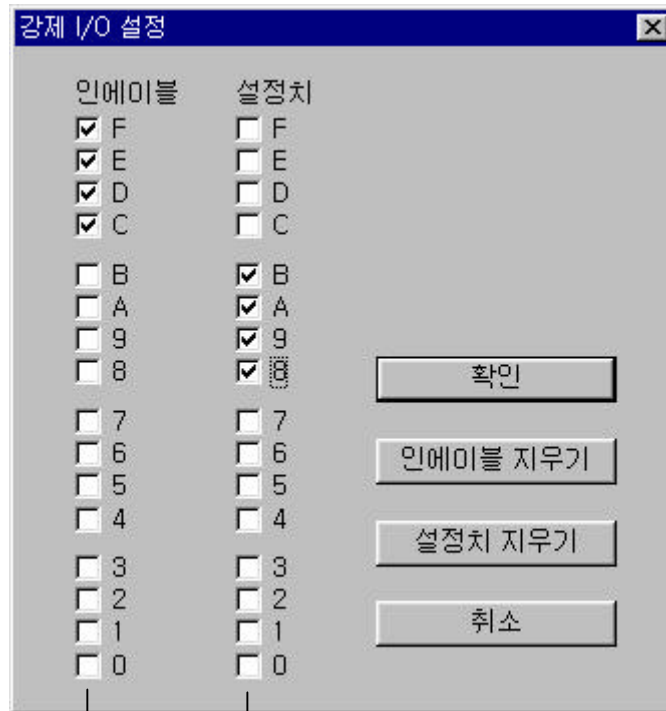 강제 I/O 설정
인에이블 설정치
F F
E E
D D
C C
B B
A A
9 9
8 8
확인
7 7
6 6
인에이블 지우기
5 5
4 4
설정치 지우기
3 3
2 2
취소
1 1
0 0